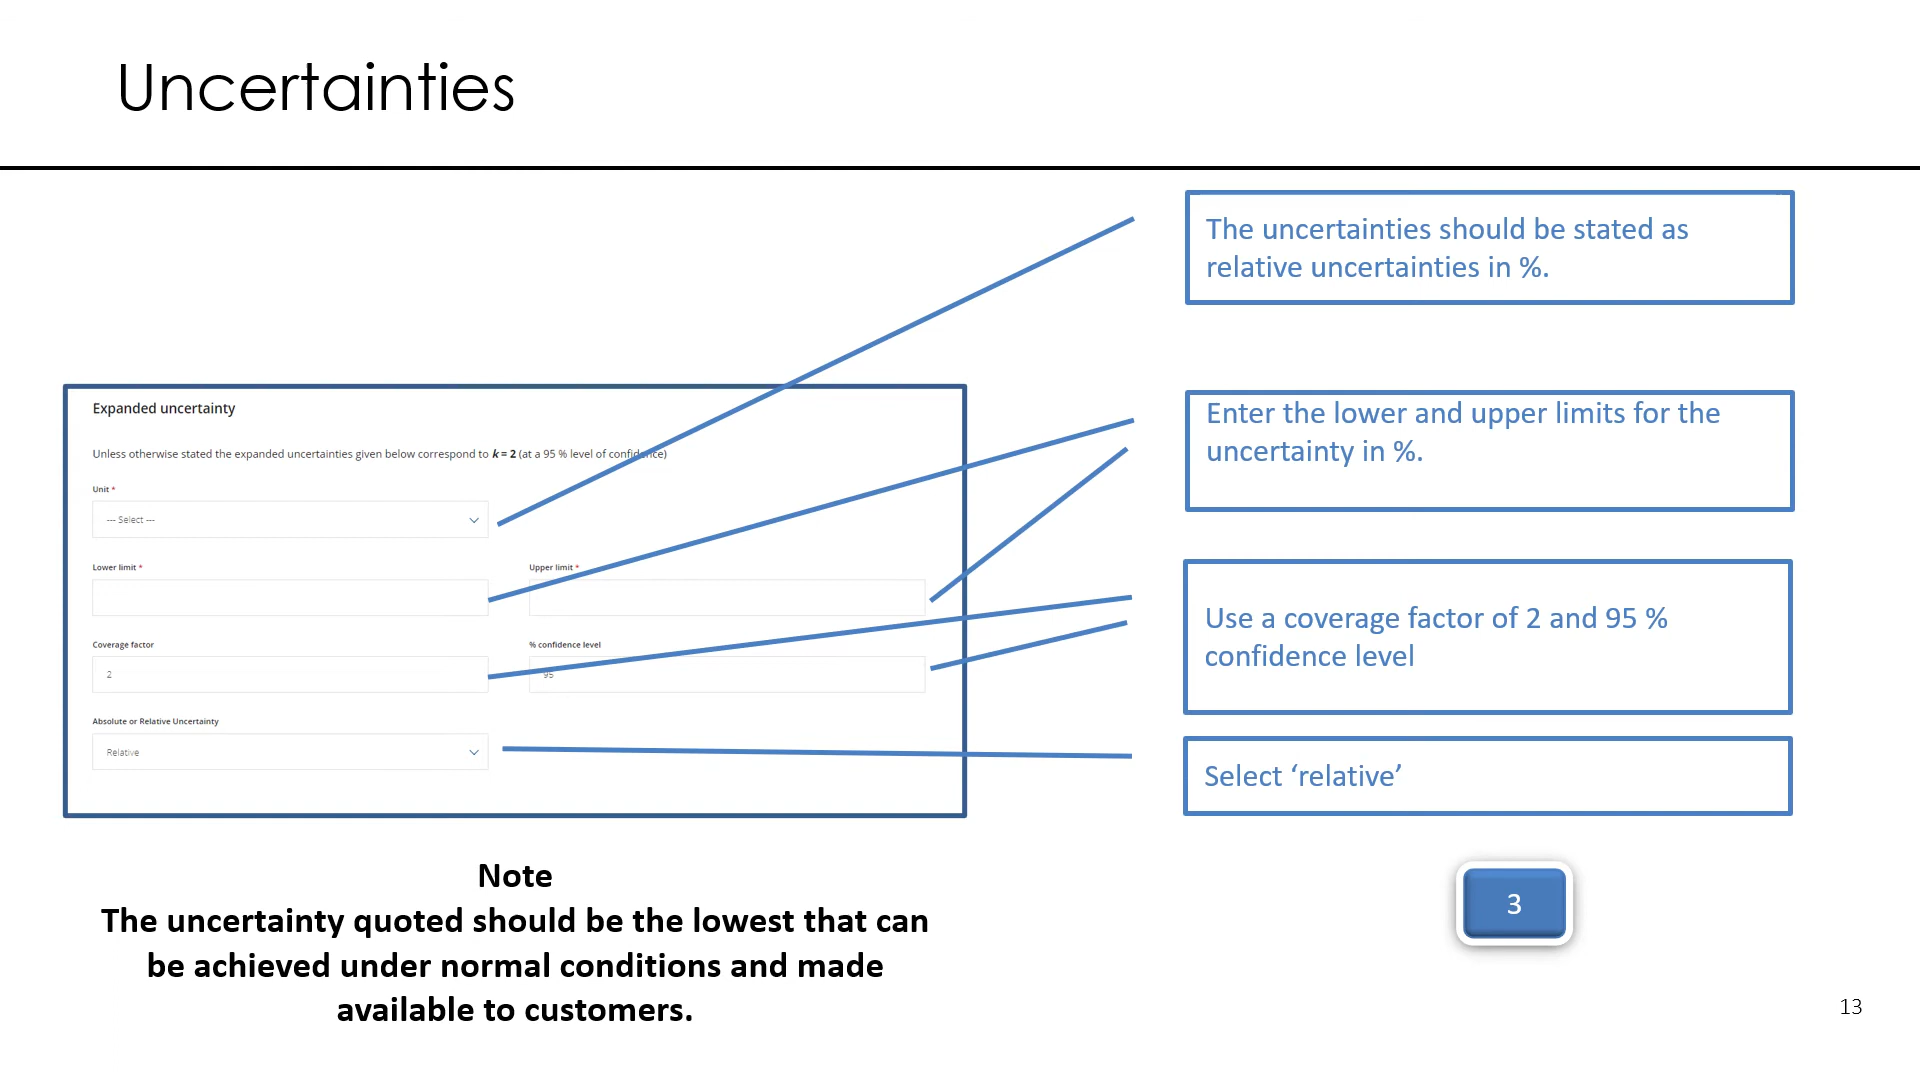 Uncertainties
The uncertainties should be stated as
relative uncertainties in %.
Expanded uncertainty
Unless otherwise stated the expanded uncertainties given below correspond to k = 2 (at a 95 % level of confidence)
Unit *
--- Select ---
Lower limit *
Upper limit *
Coverage factor
% confidence level
2
95
Absolute or Relative Uncertainty
Relative
Enter the lower and upper limits for the
uncertainty in %.
Use a coverage factor of 2 and 95 %
confidence level
Select ‘relative’
Note
The uncertainty quoted should be the lowest that can
be achieved under normal conditions and made
available to customers.
3
13